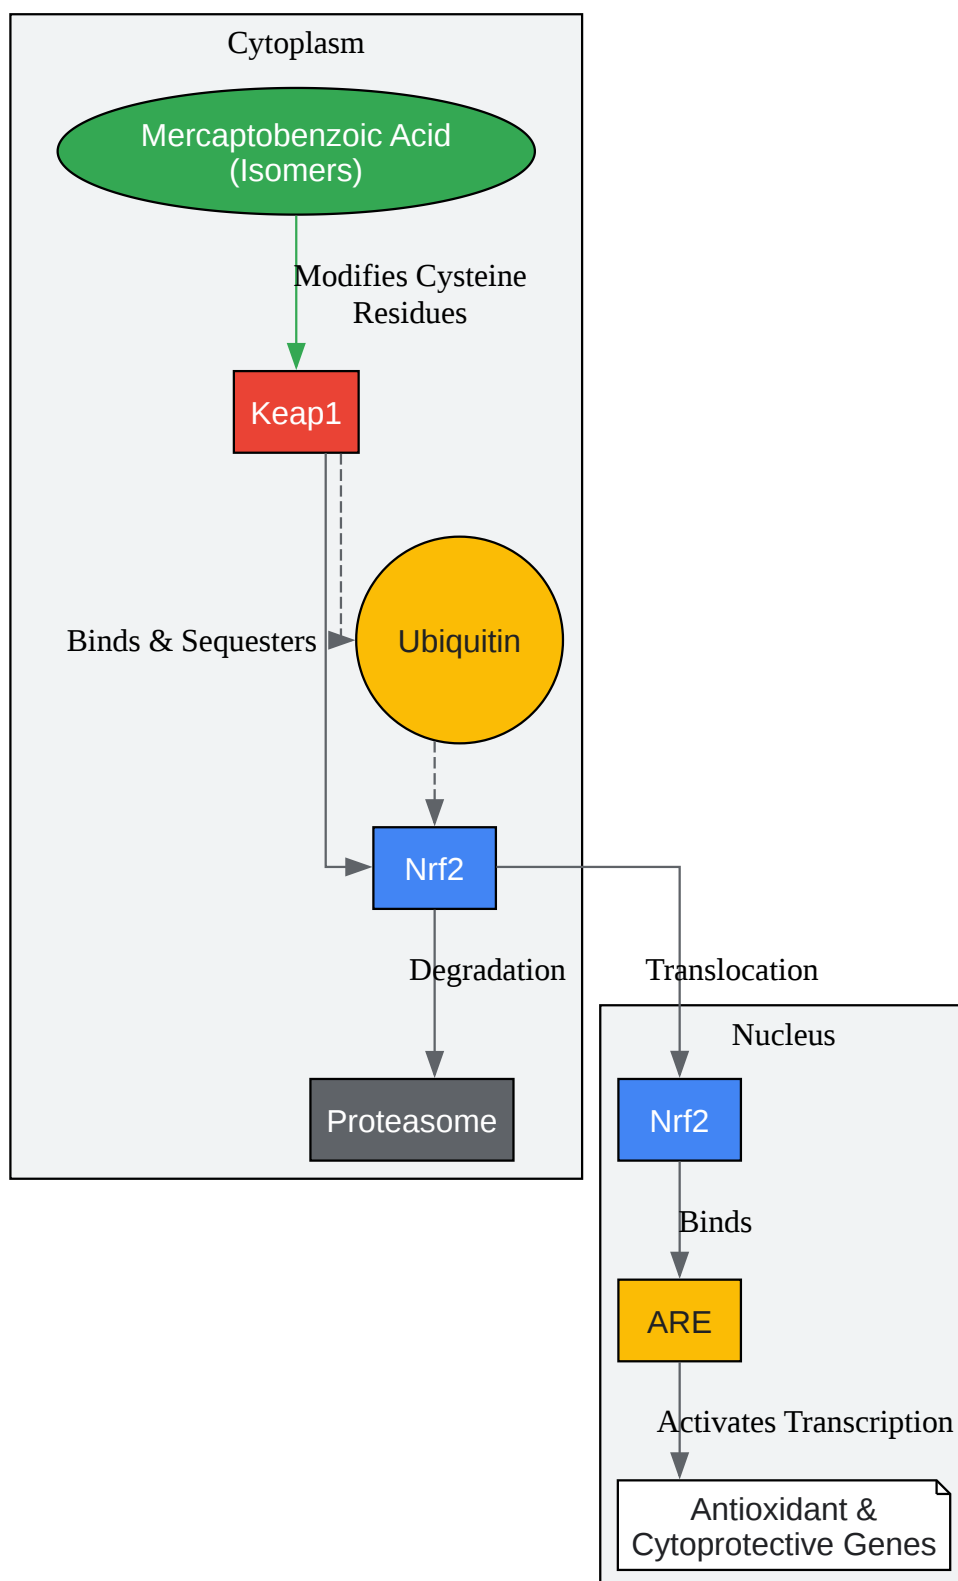 Cytoplasm
Mercaptobenzoic Acid
(Isomers)
Modifies Cysteine
Residues
Keap1
Binds & Sequesters
Ubiquitin
Nrf2
Degradation
Translocation
Nucleus
Proteasome
Nrf2
Binds
ARE
Activates Transcription
Antioxidant &
Cytoprotective Genes